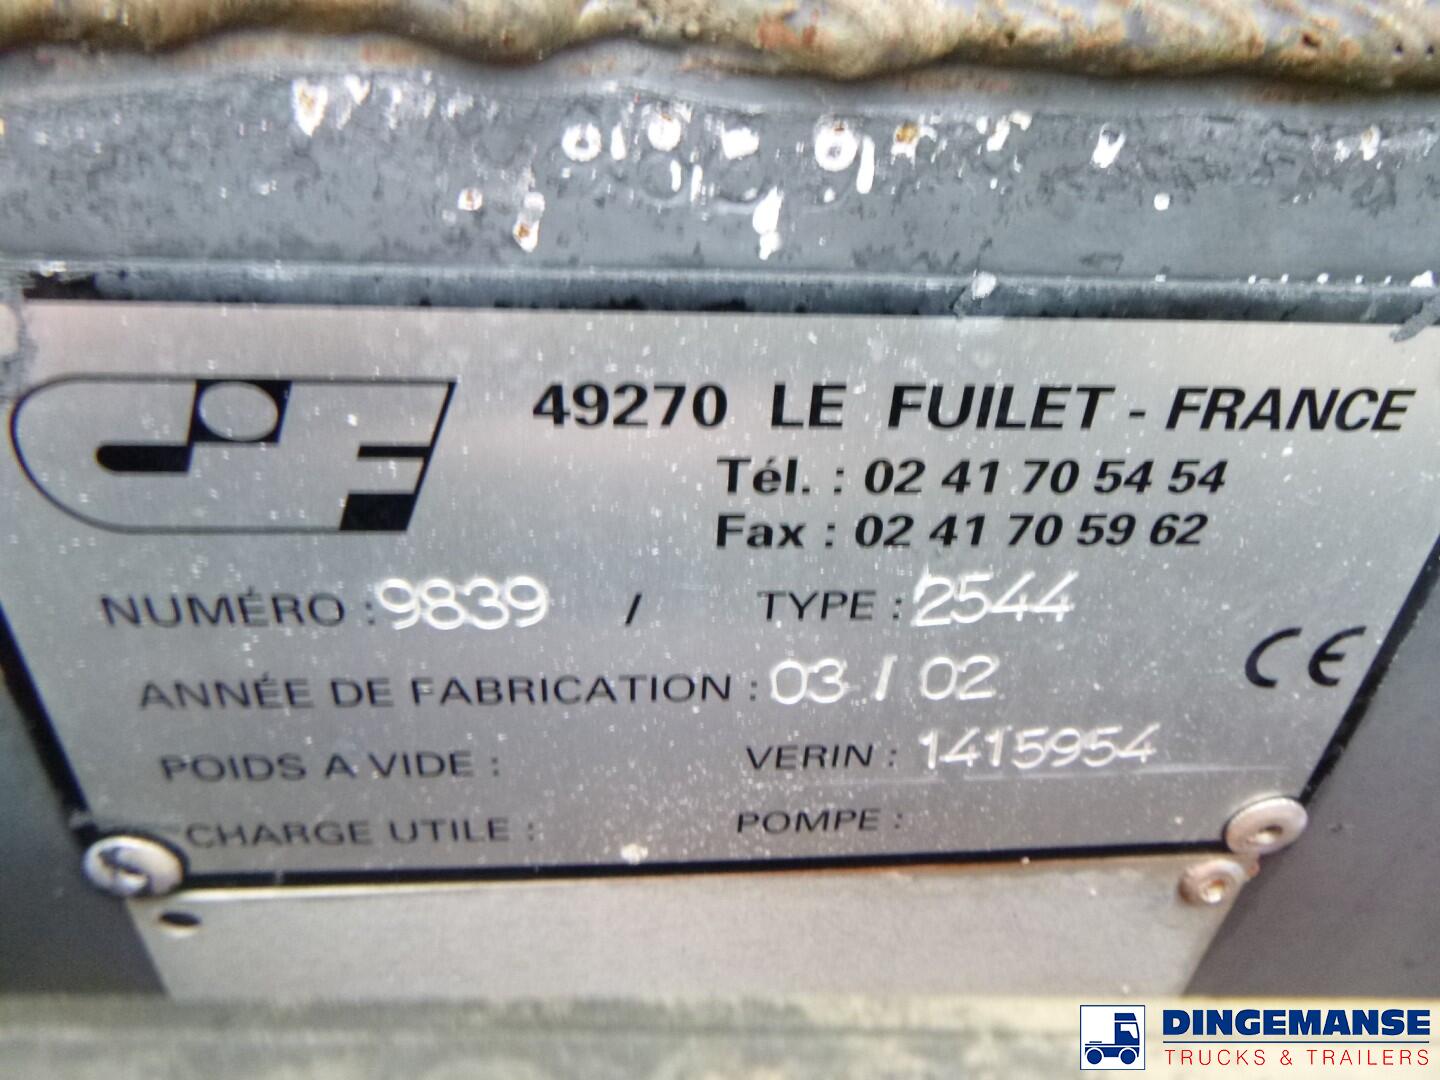 49270 LE FUILET - FRANCE
Tél. : 02 41 70 54 54
Fax : 02 41 70 59 62
NUMÉRO : 9839 / TYPE : 2544
ANNÉE DE FABRICATION : 03 / 02
CE
POIDS A VIDE : VERIN : 1415954
CHARGE UTILE : POMPE :
DINGEMANSE
TRUCKS & TRAILERS